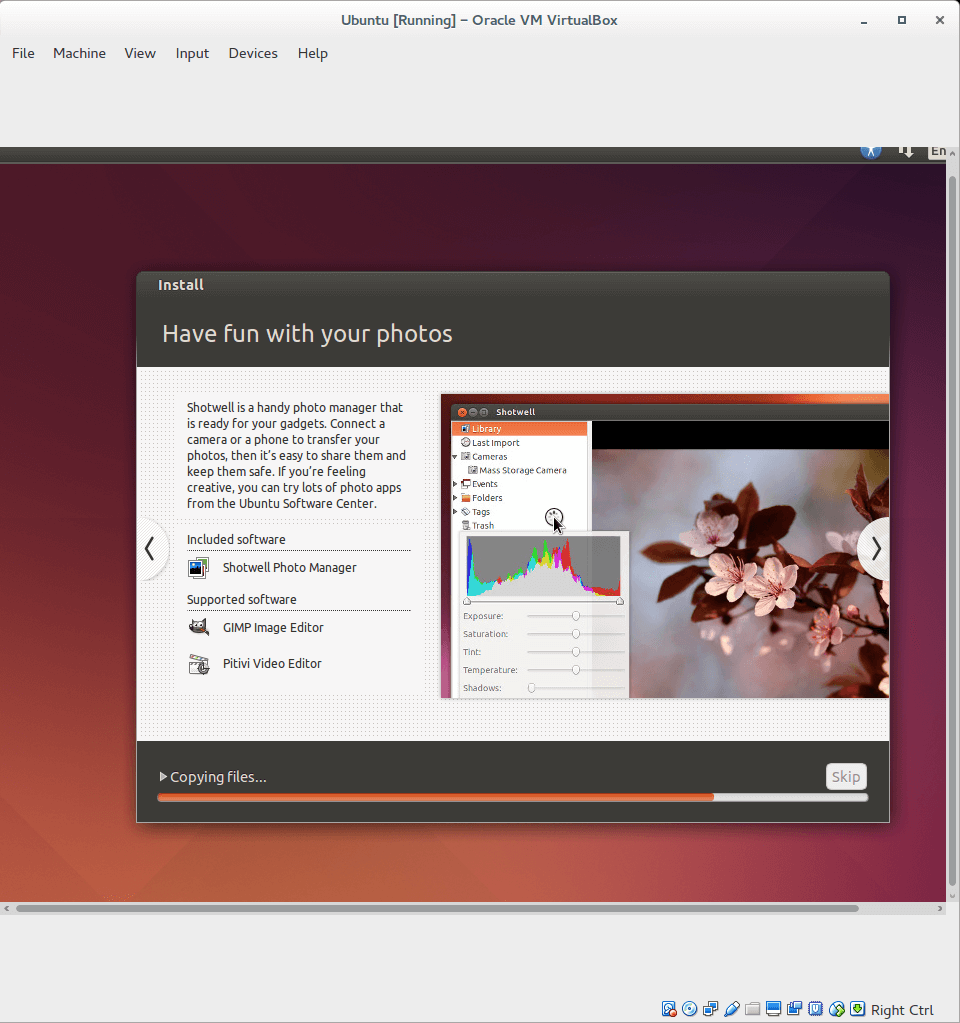 Ubuntu [Running] – Oracle VM VirtualBox
File Machine View Input Devices Help
En
Install
Have fun with your photos
Shotwell is a handy photo manager that
is ready for your gadgets. Connect a
camera or a phone to transfer your
photos, then it’s easy to share them and
keep them safe. If you’re feeling
creative, you can try lots of photo apps
from the Ubuntu Software Center.
Included software
Shotwell Photo Manager
Supported software
GIMP Image Editor
Pitivi Video Editor
Shotwell
Library
Last Import
Cameras
Mass Storage Camera
Events
Folders
Tags
Trash
Exposure:
Saturation:
Tint:
Temperature:
Shadows:
Copying files...
Skip
Right Ctrl